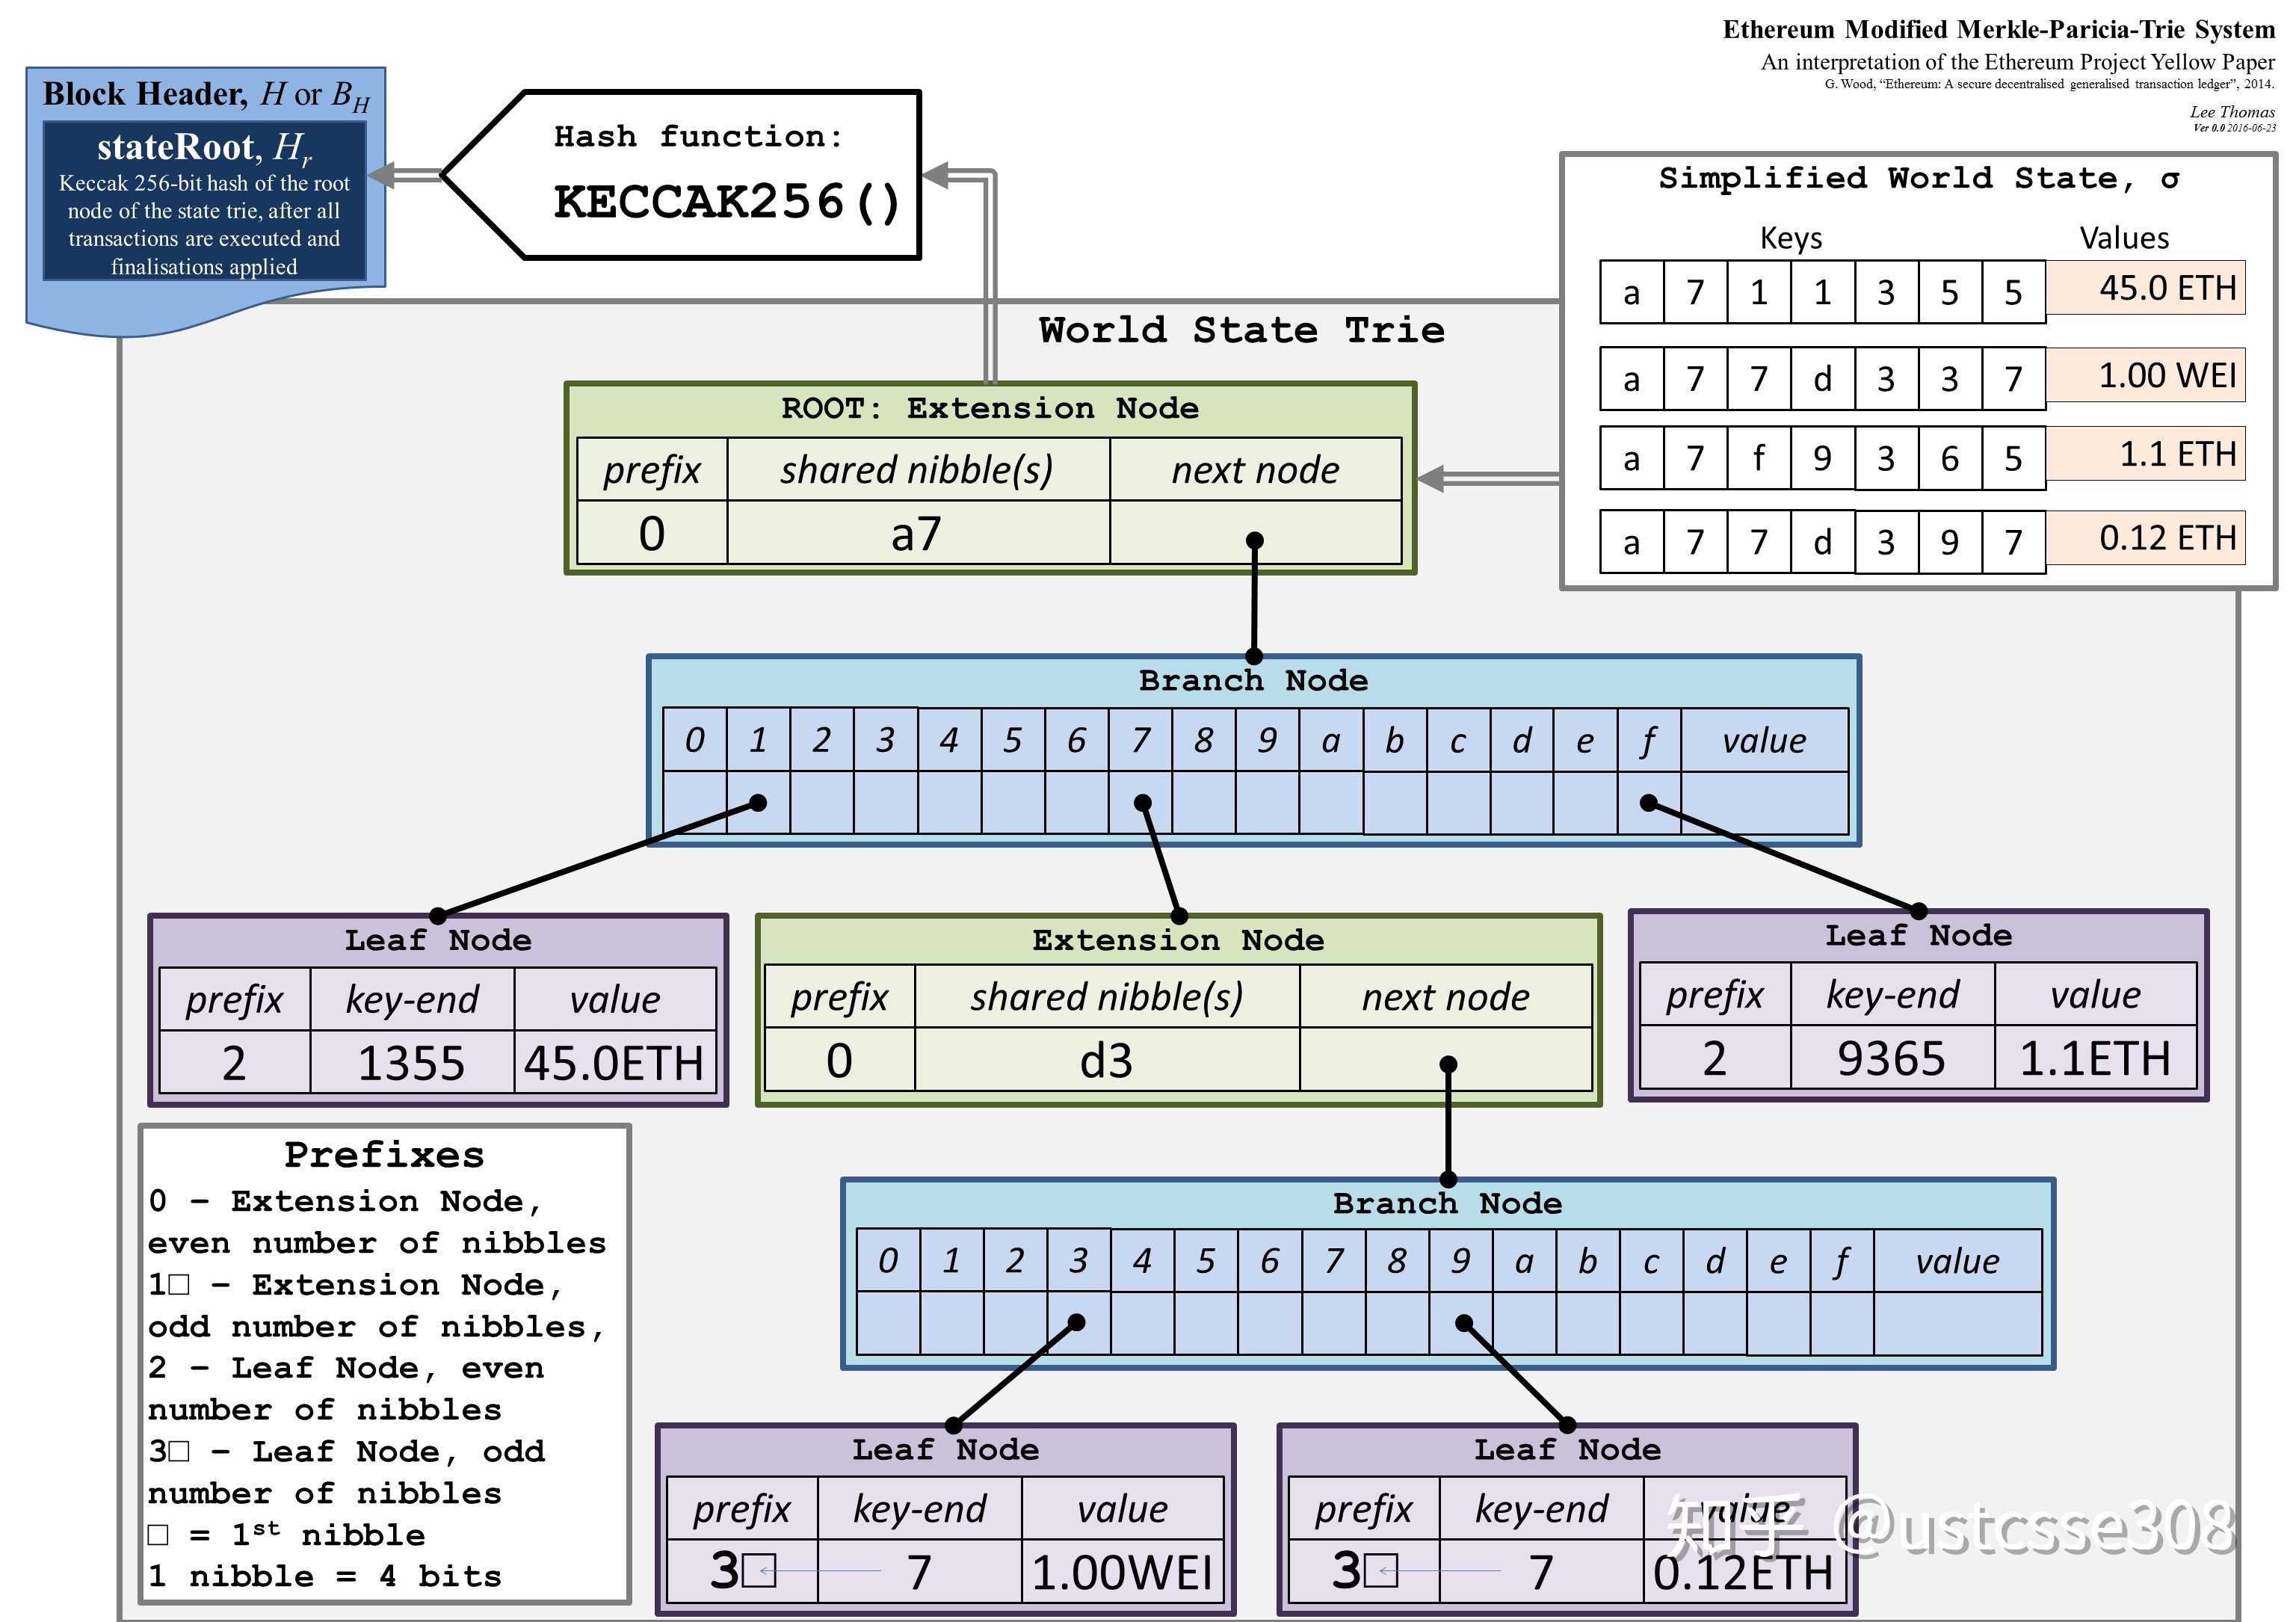 Ethereum Modified Merkle-Paricia-Trie System
An interpretation of the Ethereum Project Yellow Paper
G. Wood, “Ethereum: A secure decentralised generalised transaction ledger”, 2014.
Lee Thomas
Ver 0.0 2016-06-23
Block Header, H or B_H
stateRoot, H_r
Keccak 256-bit hash of the root
node of the state trie, after all
transactions are executed and
finalisations applied
Hash function:
KECCAK256()
Simplified World State, σ
Keys Values
a 7 1 1 3 5 5 45.0 ETH
a 7 7 d 3 3 7 1.00 WEI
a 7 f 9 3 6 5 1.1 ETH
a 7 7 d 3 9 7 0.12 ETH
World State Trie
ROOT: Extension Node
prefix shared nibble(s) next node
0 a7
Branch Node
0 1 2 3 4 5 6 7 8 9 a b c d e f value
Leaf Node
prefix key-end value
2 1355 45.0ETH
Extension Node
prefix shared nibble(s) next node
0 d3
Leaf Node
prefix key-end value
2 9365 1.1ETH
Prefixes
0 – Extension Node,
even number of nibbles
1□ – Extension Node,
odd number of nibbles,
2 – Leaf Node, even
number of nibbles
3□ – Leaf Node, odd
number of nibbles
□ = 1st nibble
1 nibble = 4 bits
Branch Node
0 1 2 3 4 5 6 7 8 9 a b c d e f value
Leaf Node
prefix key-end value
3□ 7 1.00WEI
Leaf Node
prefix key-end value
3□ 7 0.12ETH
知乎 @ustcsse308